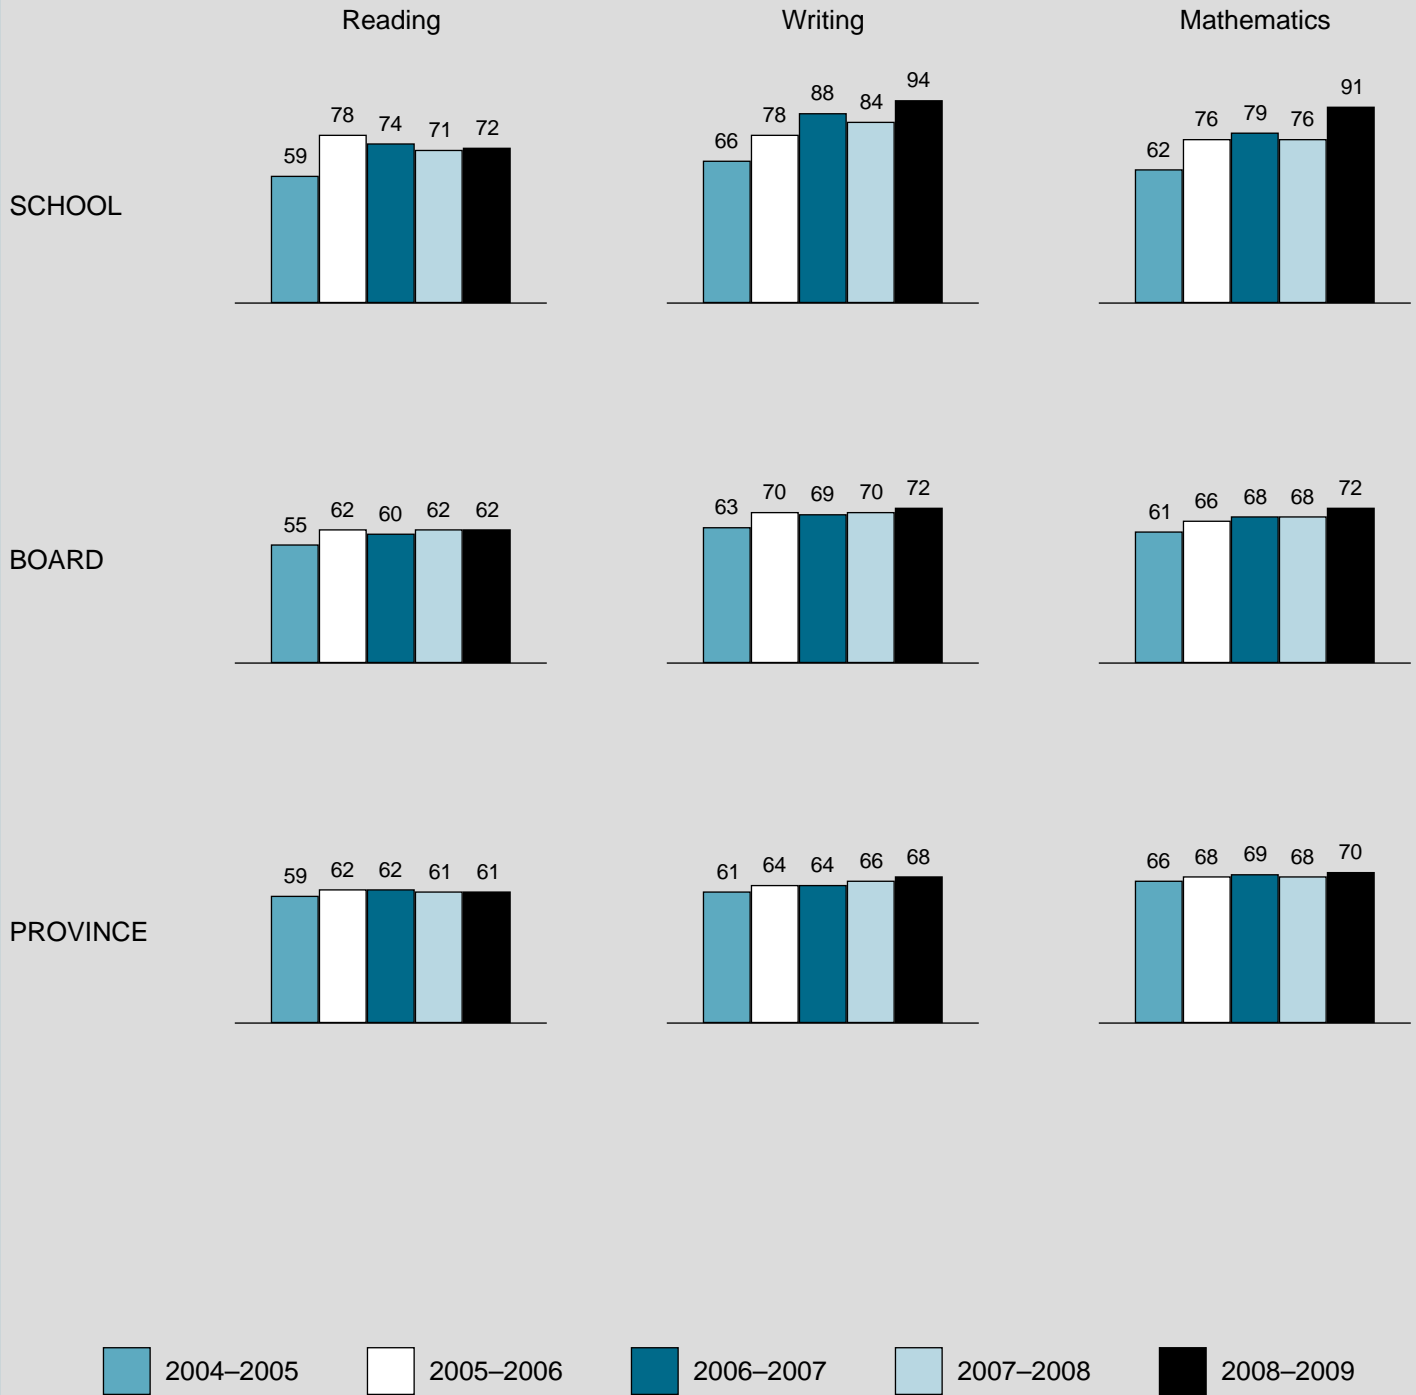 Reading Writing Mathematics
SCHOOL
59 78 74 71 72
66 78 88 84 94
62 76 79 76 91
BOARD
55 62 60 62 62
63 70 69 70 72
61 66 68 68 72
PROVINCE
59 62 62 61 61
61 64 64 66 68
66 68 69 68 70
2004–2005 2005–2006 2006–2007 2007–2008 2008–2009